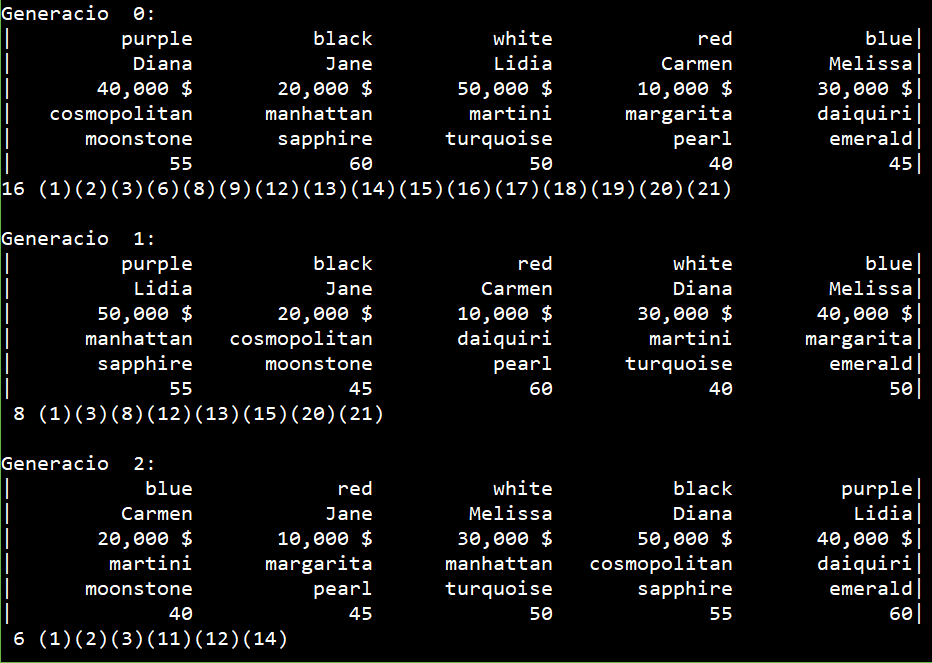 Generacio  0:
|         purple          black          white            red           blue|
|          Diana           Jane          Lidia         Carmen        Melissa|
|       40,000 $       20,000 $       50,000 $       10,000 $       30,000 $|
|   cosmopolitan      manhattan        martini      margarita       daiquiri|
|      moonstone       sapphire      turquoise          pearl        emerald|
|             55             60             50             40             45|
16 (1)(2)(3)(6)(8)(9)(12)(13)(14)(15)(16)(17)(18)(19)(20)(21)
Generacio  1:
|         purple          black            red          white           blue|
|          Lidia           Jane         Carmen          Diana        Melissa|
|       50,000 $       20,000 $       10,000 $       30,000 $       40,000 $|
|      manhattan   cosmopolitan       daiquiri        martini      margarita|
|       sapphire      moonstone          pearl      turquoise        emerald|
|             55             45             60             40             50|
 8 (1)(3)(8)(12)(13)(15)(20)(21)
Generacio  2:
|           blue            red          white          black         purple|
|         Carmen           Jane        Melissa          Diana          Lidia|
|       20,000 $       10,000 $       30,000 $       50,000 $       40,000 $|
|        martini      margarita      manhattan   cosmopolitan       daiquiri|
|      moonstone          pearl      turquoise       sapphire        emerald|
|             40             45             50             55             60|
 6 (1)(2)(3)(11)(12)(14)